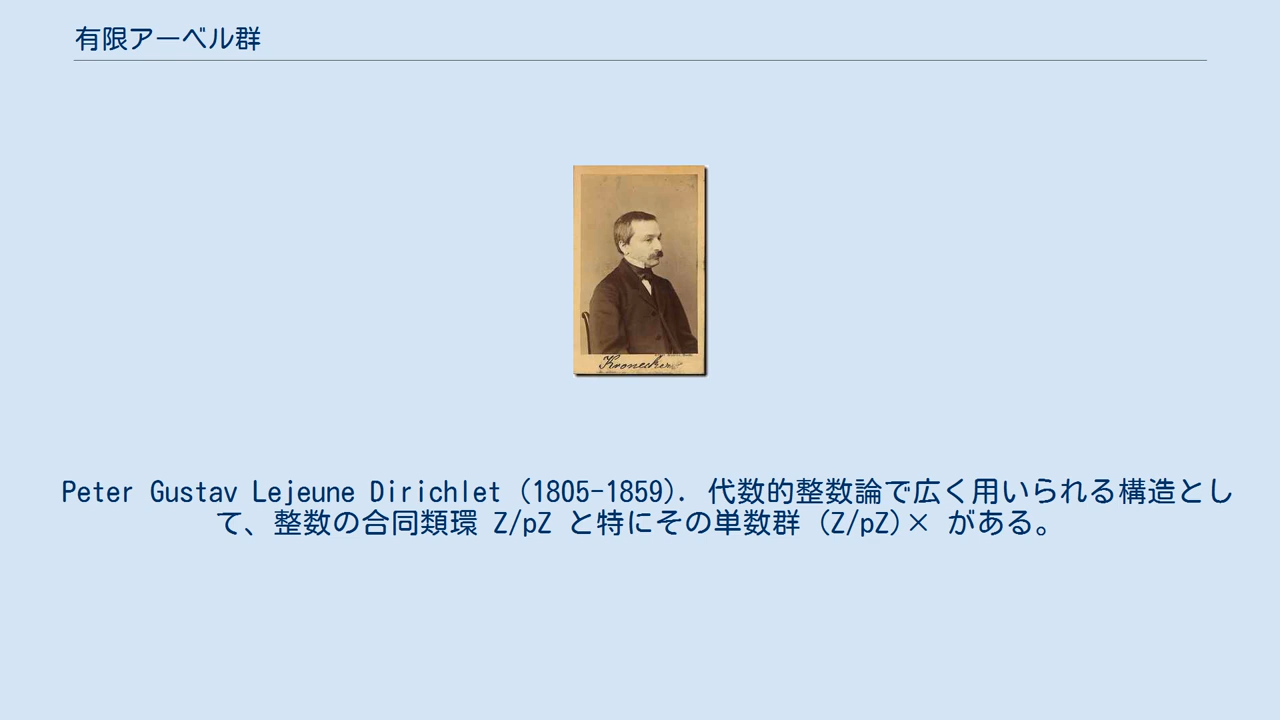 有限アーベル群
Kronecker
Peter Gustav Lejeune Dirichlet (1805-1859). 代数的整数論で広く用いられる構造とし
て、整数の合同類環 Z/pZ と特にその単数群 (Z/pZ)× がある。